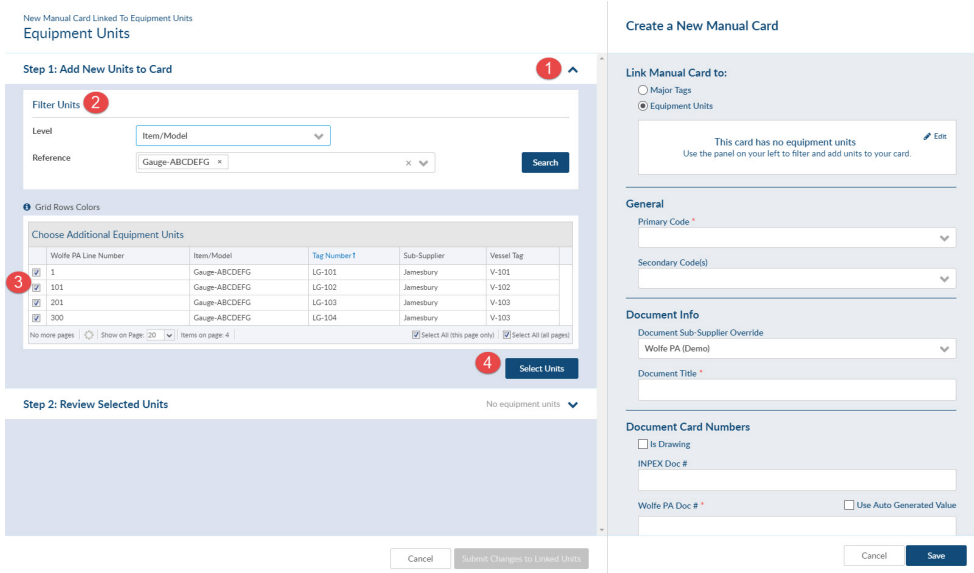 New Manual Card Linked To Equipment Units
Equipment Units
Step 1: Add New Units to Card
1
Filter Units 2
Level
Item/Model
Reference
Gauge-ABCDEFG ×
×
Search
Grid Rows Colors
Choose Additional Equipment Units
Wolfe PA Line Number Item/Model Tag Number↑ Sub-Supplier Vessel Tag
1 Gauge-ABCDEFG LG-101 Jamesbury V-101
3
101 Gauge-ABCDEFG LG-102 Jamesbury V-102
201 Gauge-ABCDEFG LG-103 Jamesbury V-103
300 Gauge-ABCDEFG LG-104 Jamesbury V-103
No more pages Show on Page: 20 Items on page: 4 Select All (this page only) Select All (all pages)
4
Select Units
Step 2: Review Selected Units No equipment units
Cancel Submit Changes to Linked Units
Create a New Manual Card
Link Manual Card to:
Major Tags
Equipment Units
This card has no equipment units
Edit
Use the panel on your left to filter and add units to your card.
General
Primary Code *
Secondary Code(s)
Document Info
Document Sub-Supplier Override
Wolfe PA (Demo)
Document Title *
Document Card Numbers
Is Drawing
INPEX Doc #
Wolfe PA Doc # * Use Auto Generated Value
Cancel Save